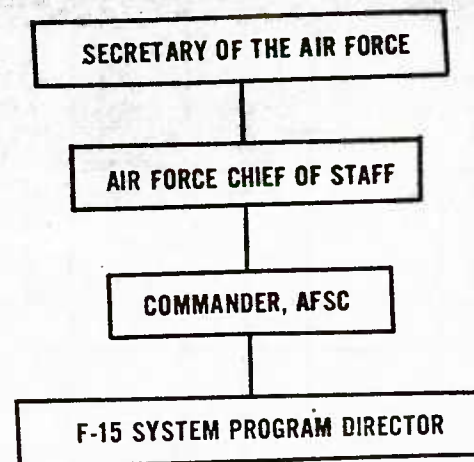 SECRETARY OF THE AIR FORCE
AIR FORCE CHIEF OF STAFF
COMMANDER, AFSC
F-15 SYSTEM PROGRAM DIRECTOR